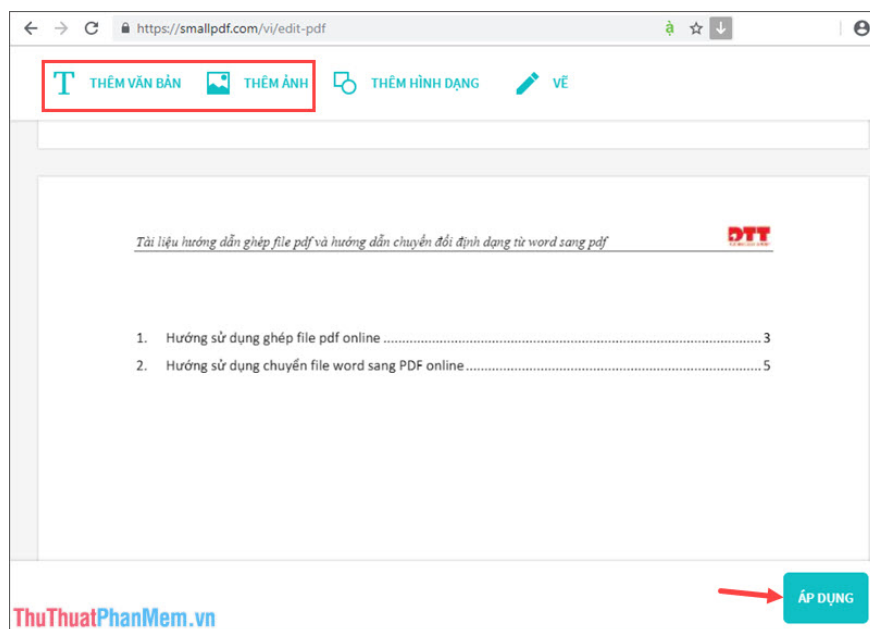 https://smallpdf.com/vi/edit-pdf
THÊM VĂN BẢN THÊM ẢNH THÊM HÌNH DẠNG VẼ
Tài liệu hướng dẫn ghép file pdf và hướng dẫn chuyển đổi định dạng từ word sang pdf DTT
1. Hướng sử dụng ghép file pdf online ........................................ 3
2. Hướng sử dụng chuyển file word sang PDF online ........................................ 5
ÁP DỤNG
ThuThuatPhanMem.vn